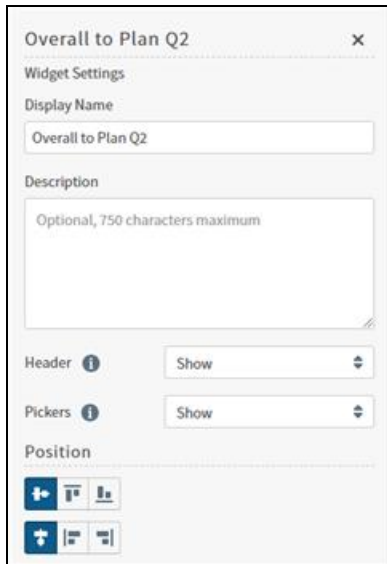 Overall to Plan Q2
Widget Settings
Display Name
Overall to Plan Q2
Description
Optional, 750 characters maximum
Header Show
Pickers Show
Position